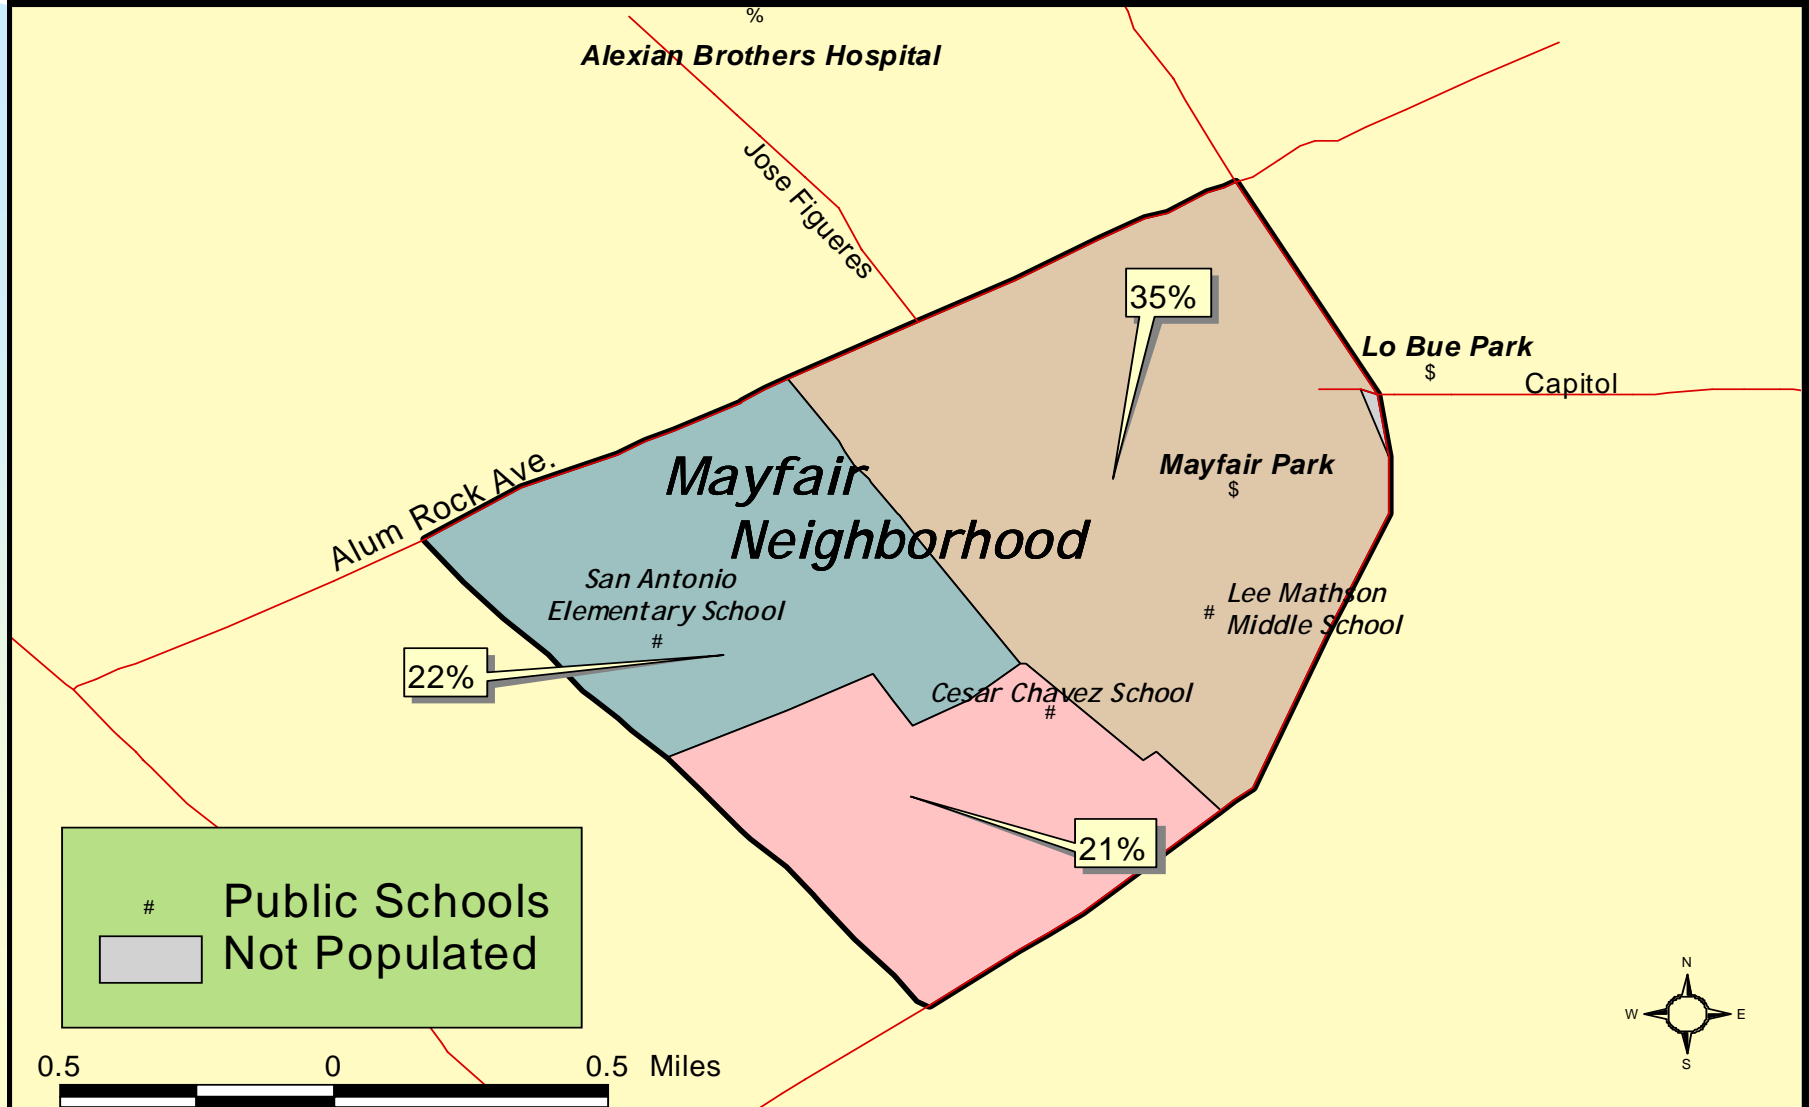 %
Alexian Brothers Hospital
Jose Figueres
35%
Lo Bue Park
$
Capitol
Mayfair Park
$
Alum Rock Ave.
Mayfair
Neighborhood
San Antonio
Elementary School
#
Lee Mathson
# Middle School
22%
Cesar Chavez School
#
21%
# Public Schools
Not Populated
N
W E
S
0.5 0 0.5 Miles